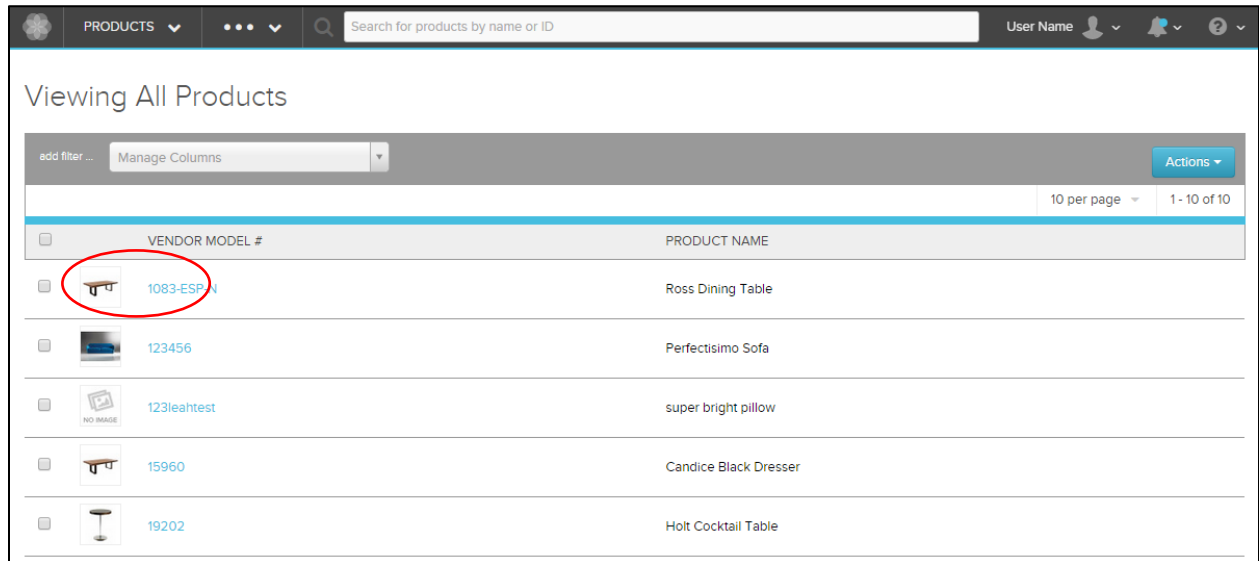 PRODUCTS
Search for products by name or ID
User Name
?
Viewing All Products
add filter ...
Manage Columns
Actions
10 per page
1 - 10 of 10
VENDOR MODEL #
PRODUCT NAME
1083-ESP-N
Ross Dining Table
123456
Perfectisimo Sofa
NO IMAGE
123leahtest
super bright pillow
15960
Candice Black Dresser
19202
Holt Cocktail Table